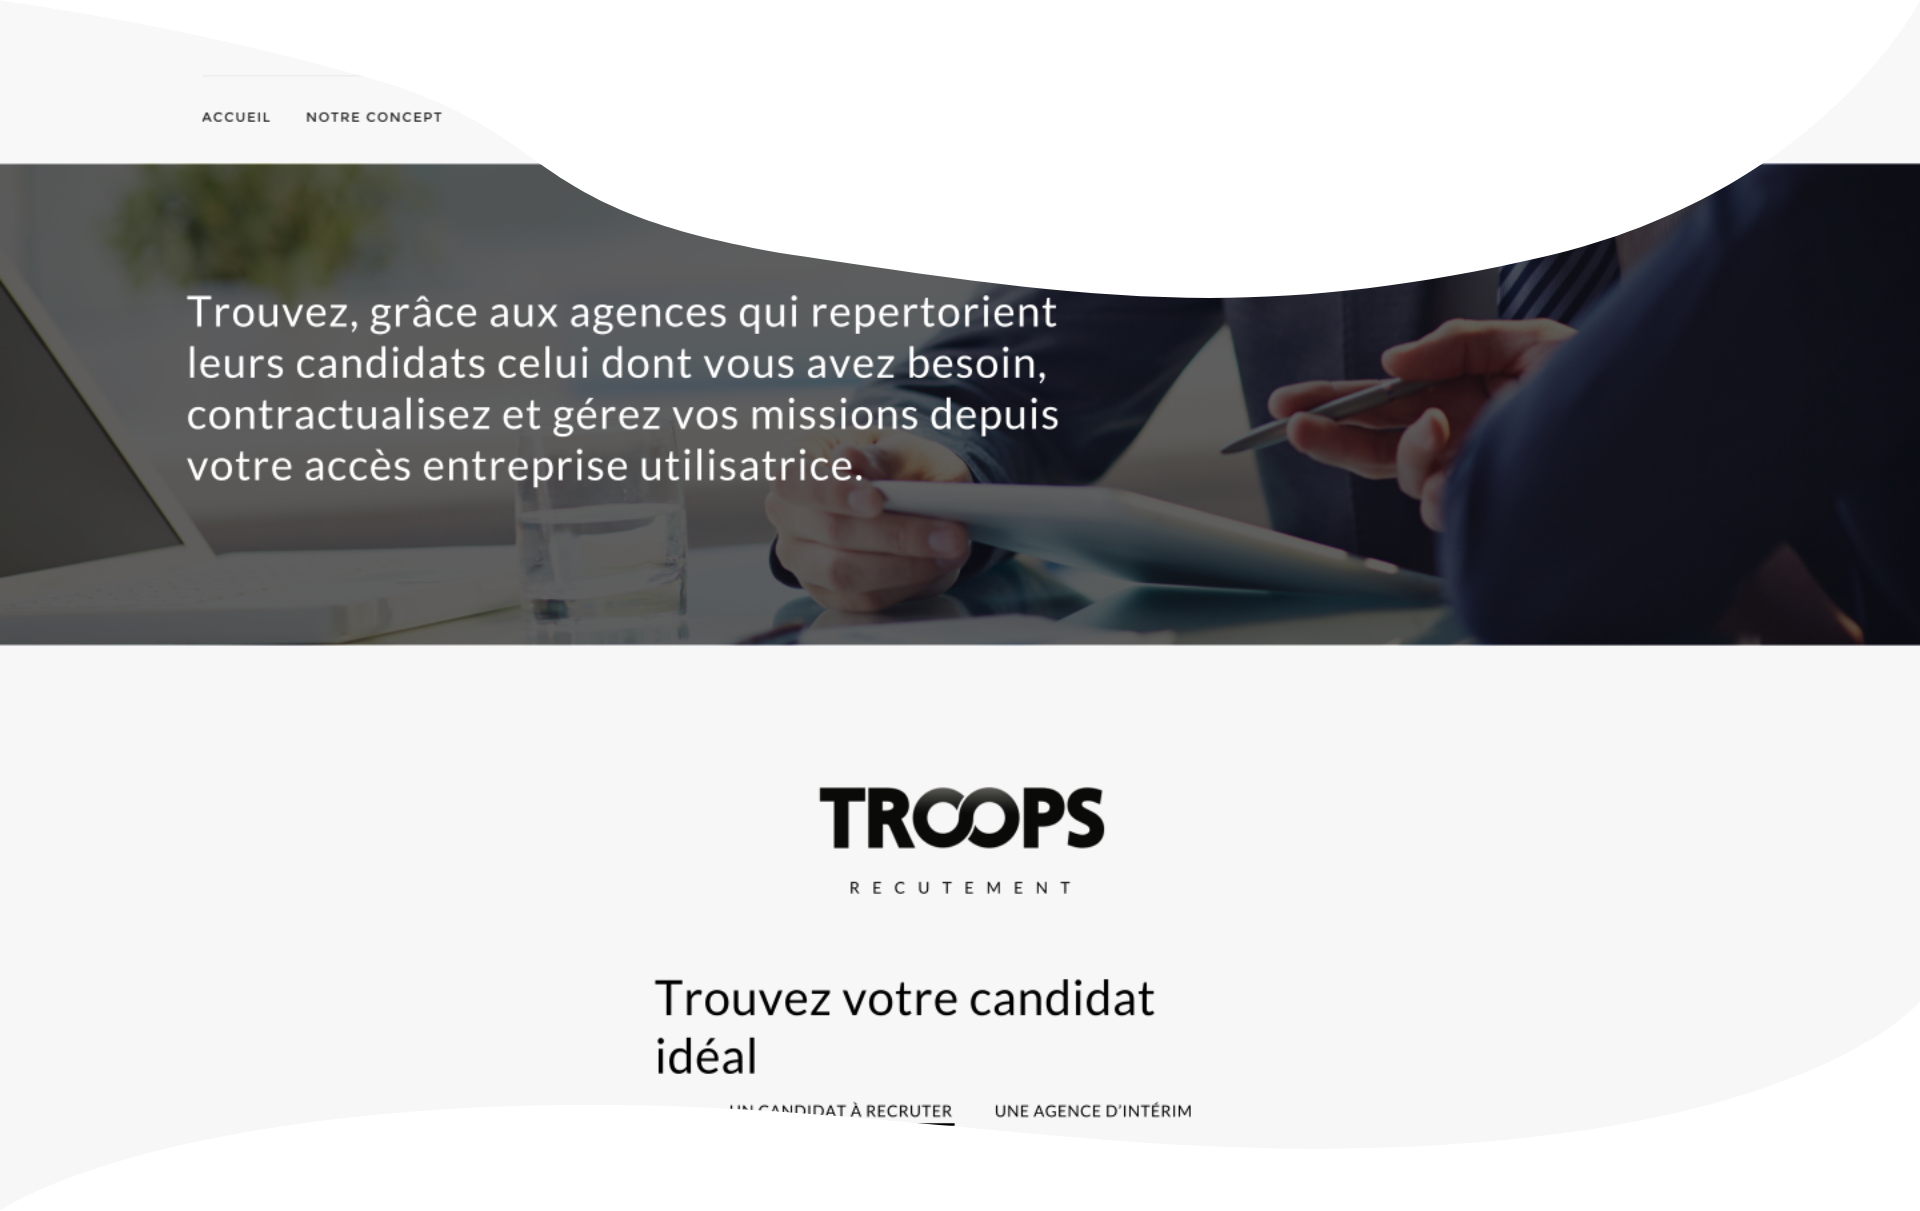 ACCUEIL NOTRE CONCEPT
Trouvez, grâce aux agences qui repertorient
leurs candidats celui dont vous avez besoin,
contractualisez et gérez vos missions depuis
votre accès entreprise utilisatrice.
TROOPS
RECUTEMENT
Trouvez votre candidat
idéal
UN CANDIDAT À RECRUTER UNE AGENCE D'INTÉRIM